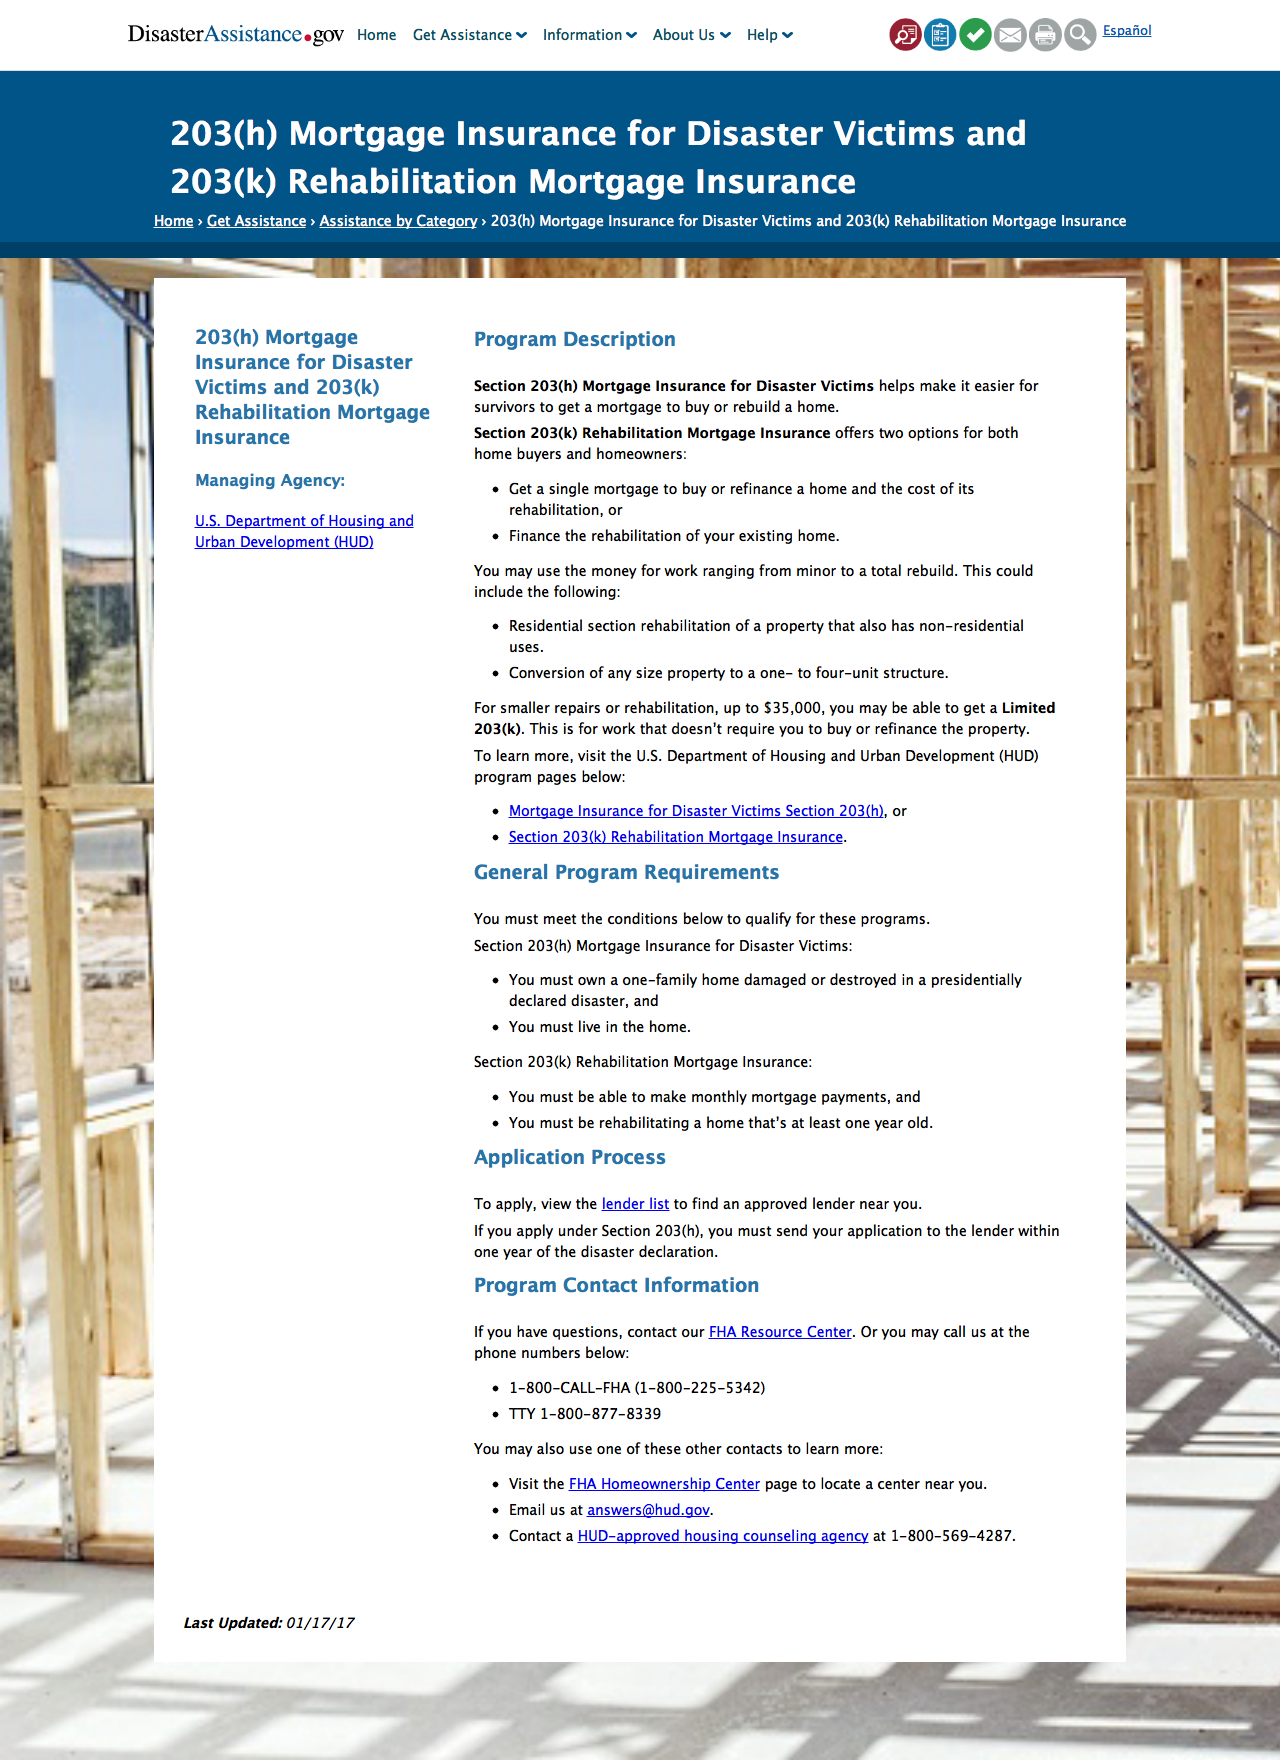 DisasterAssistance.gov Home Get Assistance Information About Us Help Español
203(h) Mortgage Insurance for Disaster Victims and
203(k) Rehabilitation Mortgage Insurance
Home › Get Assistance › Assistance by Category › 203(h) Mortgage Insurance for Disaster Victims and 203(k) Rehabilitation Mortgage Insurance
203(h) Mortgage
Insurance for Disaster
Victims and 203(k)
Rehabilitation Mortgage
Insurance
Managing Agency:
U.S. Department of Housing and
Urban Development (HUD)
Program Description
Section 203(h) Mortgage Insurance for Disaster Victims helps make it easier for
survivors to get a mortgage to buy or rebuild a home.
Section 203(k) Rehabilitation Mortgage Insurance offers two options for both
home buyers and homeowners:
• Get a single mortgage to buy or refinance a home and the cost of its
rehabilitation, or
• Finance the rehabilitation of your existing home.
You may use the money for work ranging from minor to a total rebuild. This could
include the following:
• Residential section rehabilitation of a property that also has non-residential
uses.
• Conversion of any size property to a one- to four-unit structure.
For smaller repairs or rehabilitation, up to $35,000, you may be able to get a Limited
203(k). This is for work that doesn't require you to buy or refinance the property.
To learn more, visit the U.S. Department of Housing and Urban Development (HUD)
program pages below:
• Mortgage Insurance for Disaster Victims Section 203(h), or
• Section 203(k) Rehabilitation Mortgage Insurance.
General Program Requirements
You must meet the conditions below to qualify for these programs.
Section 203(h) Mortgage Insurance for Disaster Victims:
• You must own a one-family home damaged or destroyed in a presidentially
declared disaster, and
• You must live in the home.
Section 203(k) Rehabilitation Mortgage Insurance:
• You must be able to make monthly mortgage payments, and
• You must be rehabilitating a home that's at least one year old.
Application Process
To apply, view the lender list to find an approved lender near you.
If you apply under Section 203(h), you must send your application to the lender within
one year of the disaster declaration.
Program Contact Information
If you have questions, contact our FHA Resource Center. Or you may call us at the
phone numbers below:
• 1-800-CALL-FHA (1-800-225-5342)
• TTY 1-800-877-8339
You may also use one of these other contacts to learn more:
• Visit the FHA Homeownership Center page to locate a center near you.
• Email us at answers@hud.gov.
• Contact a HUD-approved housing counseling agency at 1-800-569-4287.
Last Updated: 01/17/17